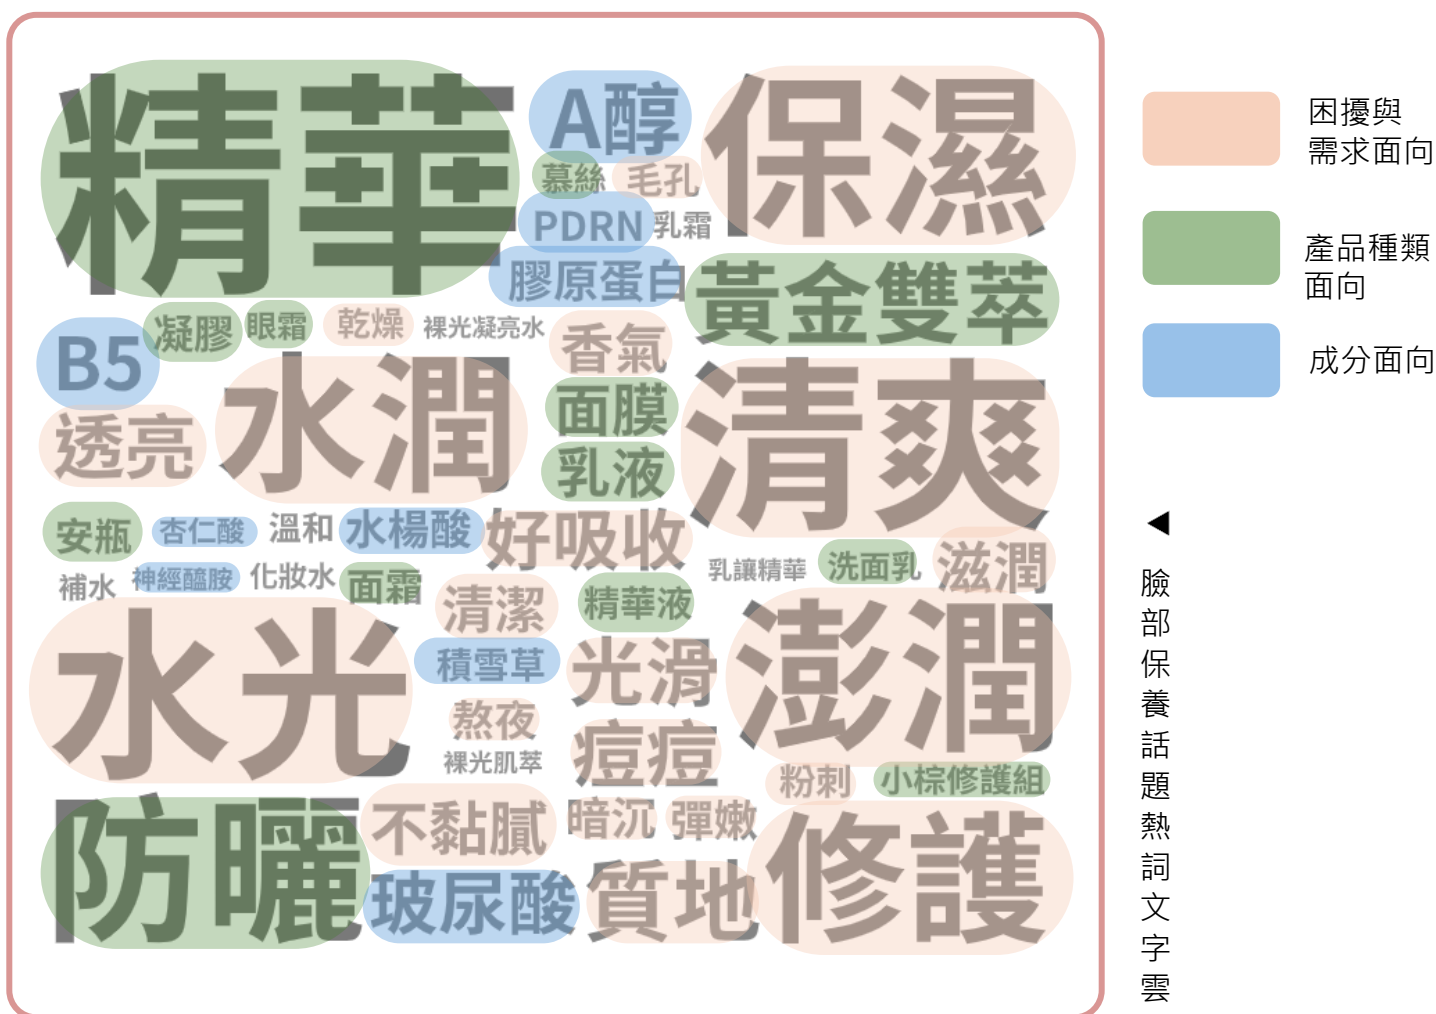 精華
A醇
保濕
慕絲
毛孔
PDRN
乳霜
膠原蛋白
黃金雙萃
凝膠
眼霜
乾燥
裸光凝亮水
香氣
B5
水潤
面膜
清爽
透亮
乳液
安瓶
杏仁酸
溫和
水楊酸
好吸收
乳讓精華
洗面乳
滋潤
補水
神經醯胺
化妝水
面霜
清潔
精華液
水光
積雪草
光滑
澎潤
熬夜
裸光肌萃
痘痘
粉刺
小棕修護組
防曬
不黏膩
暗沉
彈嫩
修護
玻尿酸
質地
困擾與
需求面向
產品種類
面向
成分面向
◀臉部保養話題熱詞文字雲